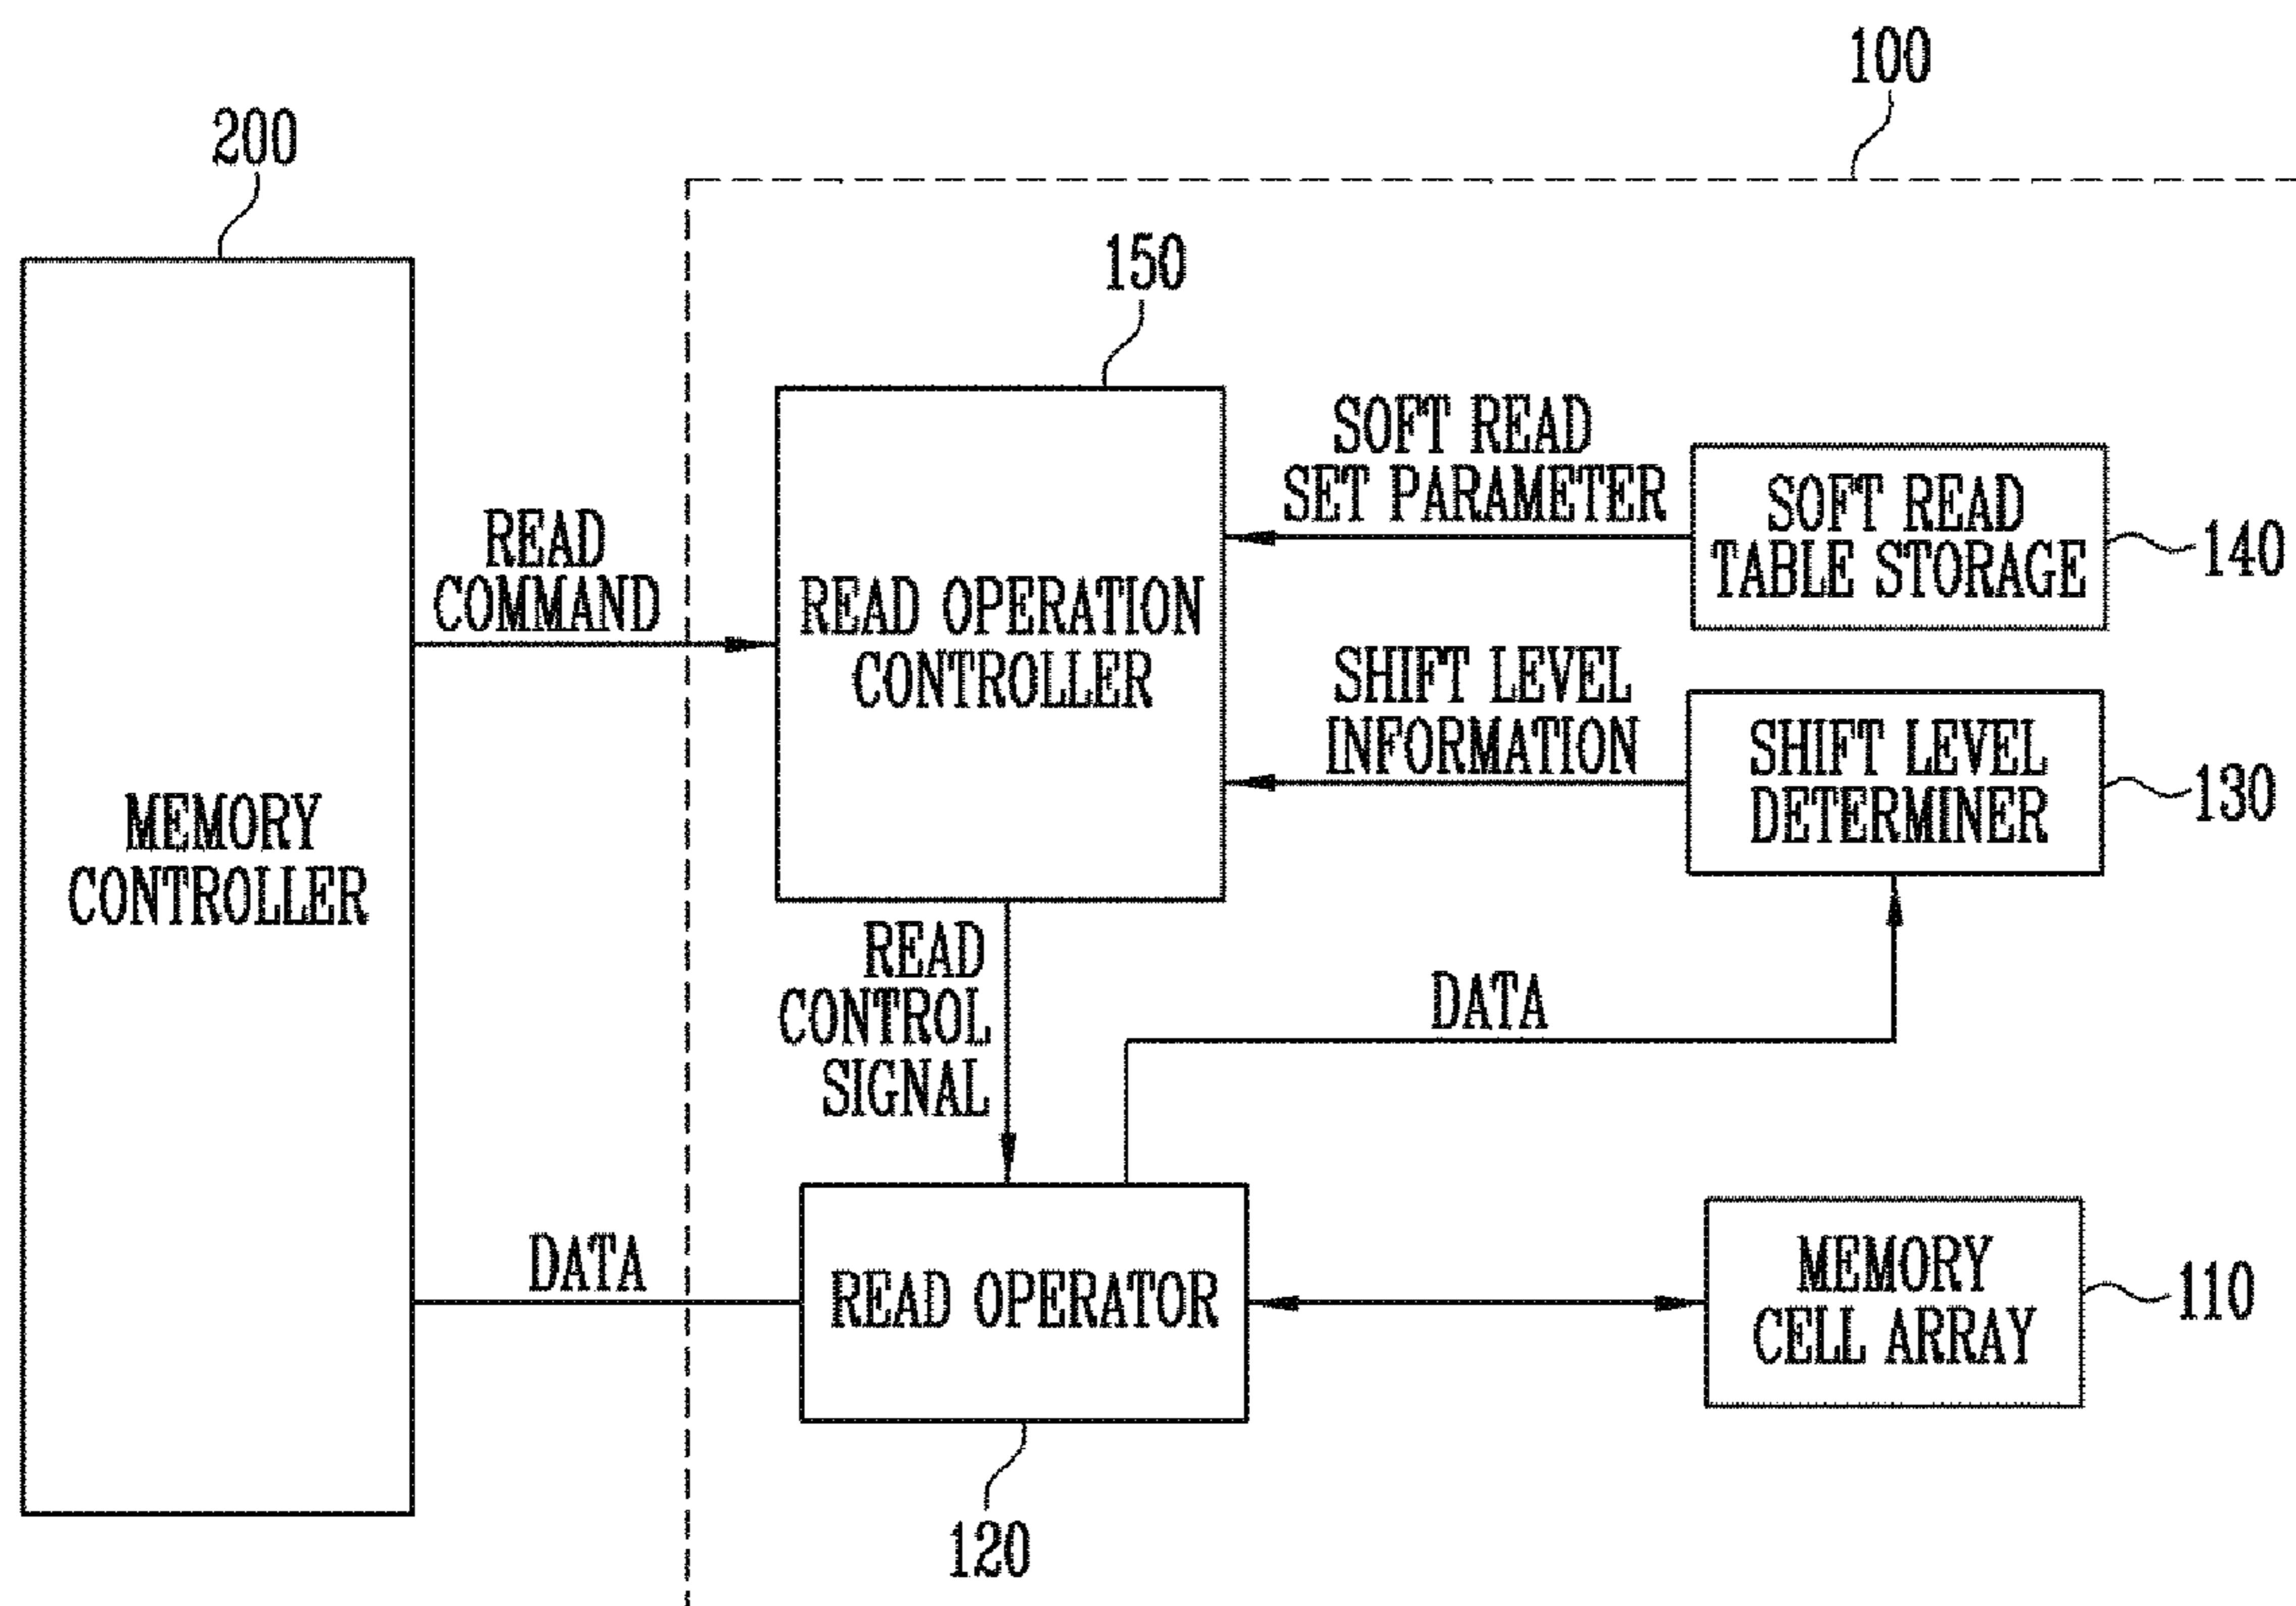 100
200
150
SOFT READ
SET PARAMETER
SOFT READ
TABLE STORAGE
140
READ
COMMAND
READ OPERATION
CONTROLLER
SHIFT LEVEL
INFORMATION
SHIFT LEVEL
DETERMINER
130
MEMORY
CONTROLLER
READ
CONTROL
SIGNAL
DATA
DATA
READ OPERATOR
MEMORY
CELL ARRAY
110
120